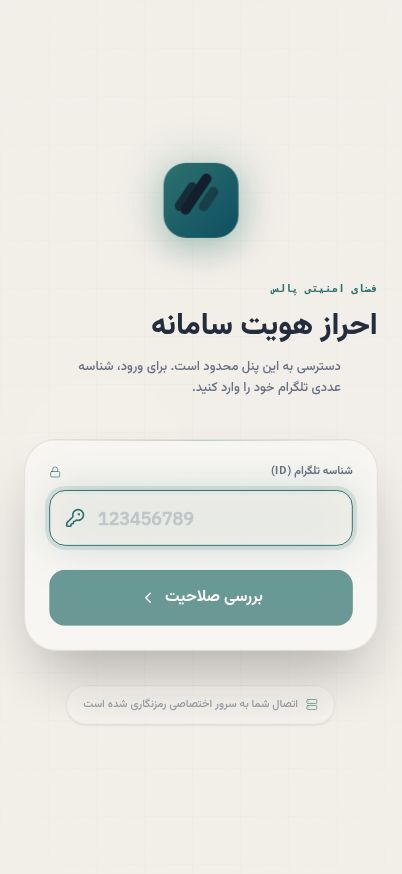 فضای امنیتی پالس
احراز هویت سامانه
دسترسی به این پنل محدود است. برای ورود، شناسه
عددی تلگرام خود را وارد کنید.
شناسه تلگرام (ID)
123456789
بررسی صلاحیت
اتصال شما به سرور اختصاصی رمزنگاری شده است